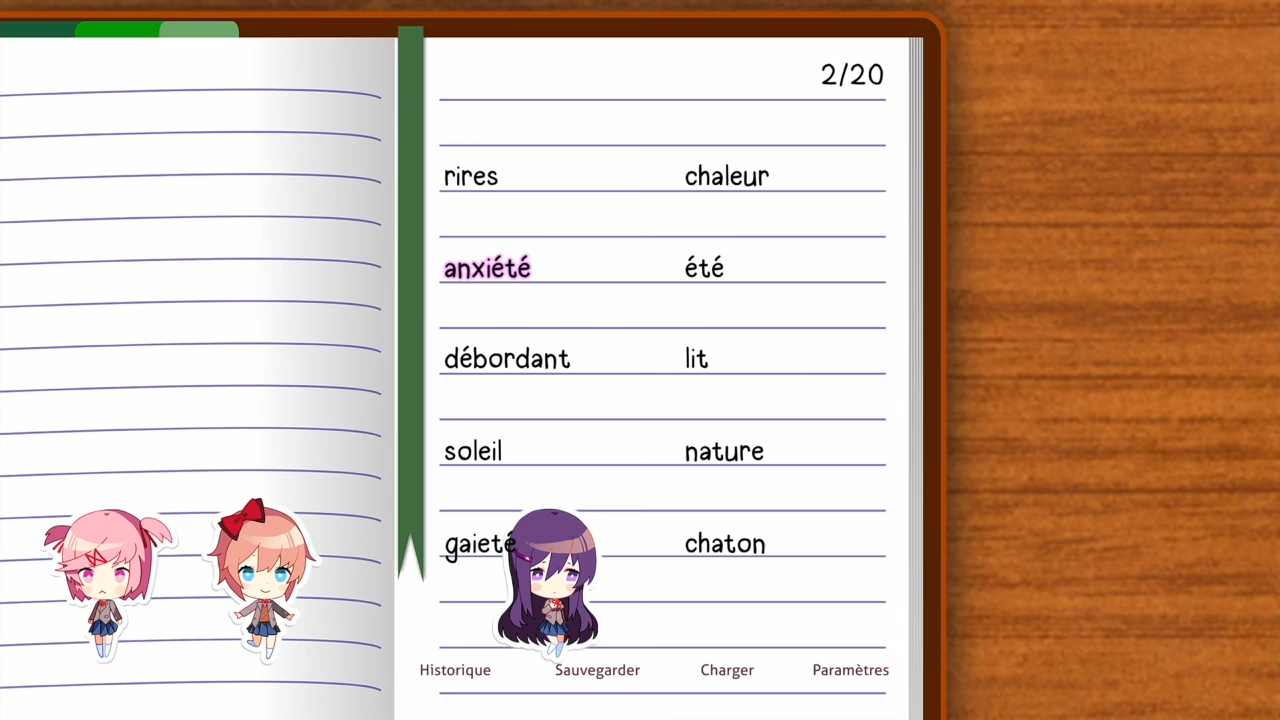 2/20
rires chaleur
anxiété été
débordant lit
soleil nature
gaieté chaton
Historique Sauvegarder Charger Paramètres